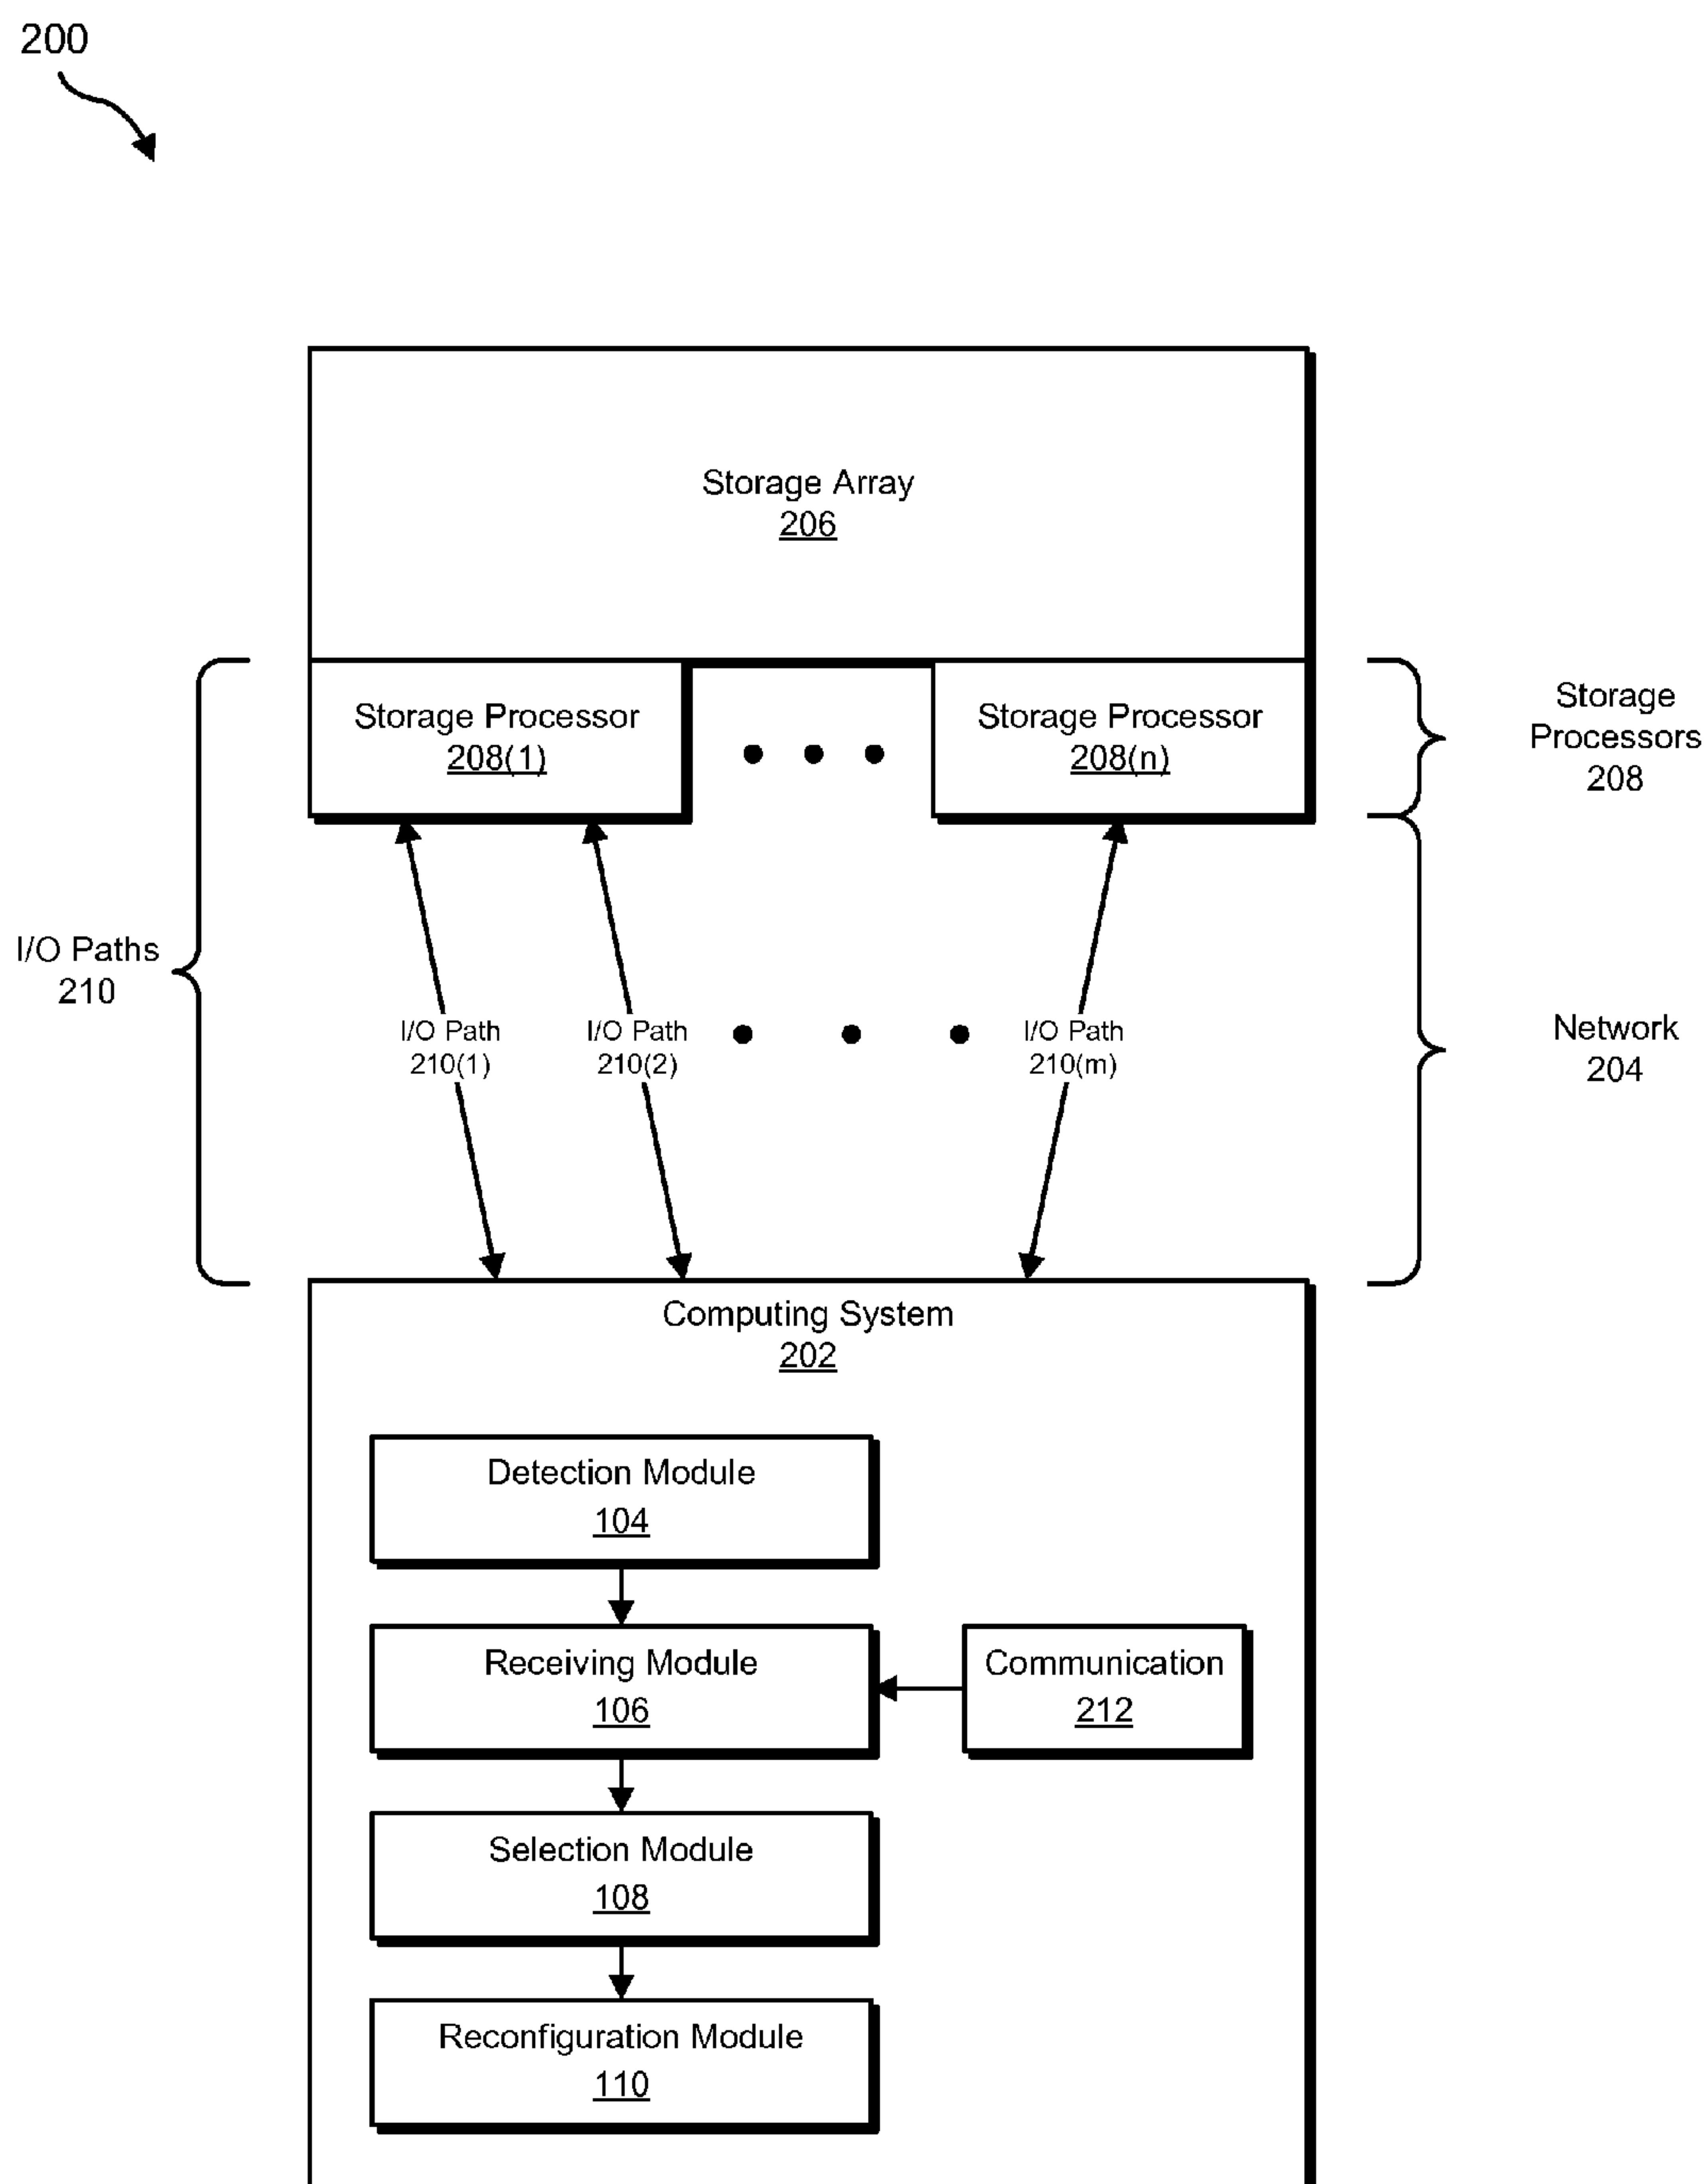 200
Storage Array
206
Storage Processor
208(1)
Storage Processor
208(n)
Storage
Processors
208
I/O Paths
210
I/O Path
210(1)
I/O Path
210(2)
I/O Path
210(m)
Network
204
Computing System
202
Detection Module
104
Receiving Module
106
Communication
212
Selection Module
108
Reconfiguration Module
110